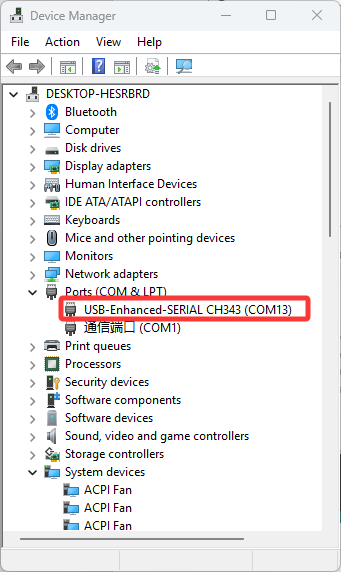 Device Manager
File Action View Help
DESKTOP-HESRBRD
Bluetooth
Computer
Disk drives
Display adapters
Human Interface Devices
IDE ATA/ATAPI controllers
Keyboards
Mice and other pointing devices
Monitors
Network adapters
Ports (COM & LPT)
USB-Enhanced-SERIAL CH343 (COM13)
通信端口 (COM1)
Print queues
Processors
Security devices
Software components
Software devices
Sound, video and game controllers
Storage controllers
System devices
ACPI Fan
ACPI Fan
ACPI Fan